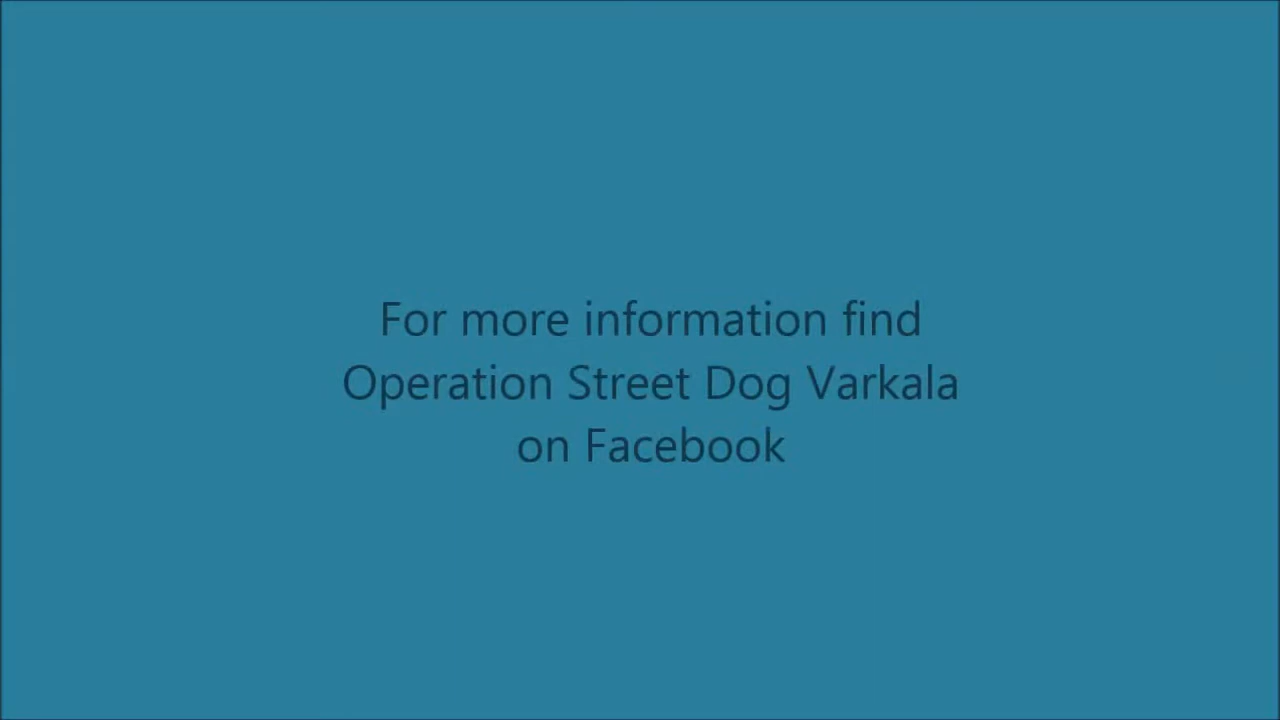 For more information find
Operation Street Dog Varkala
on Facebook